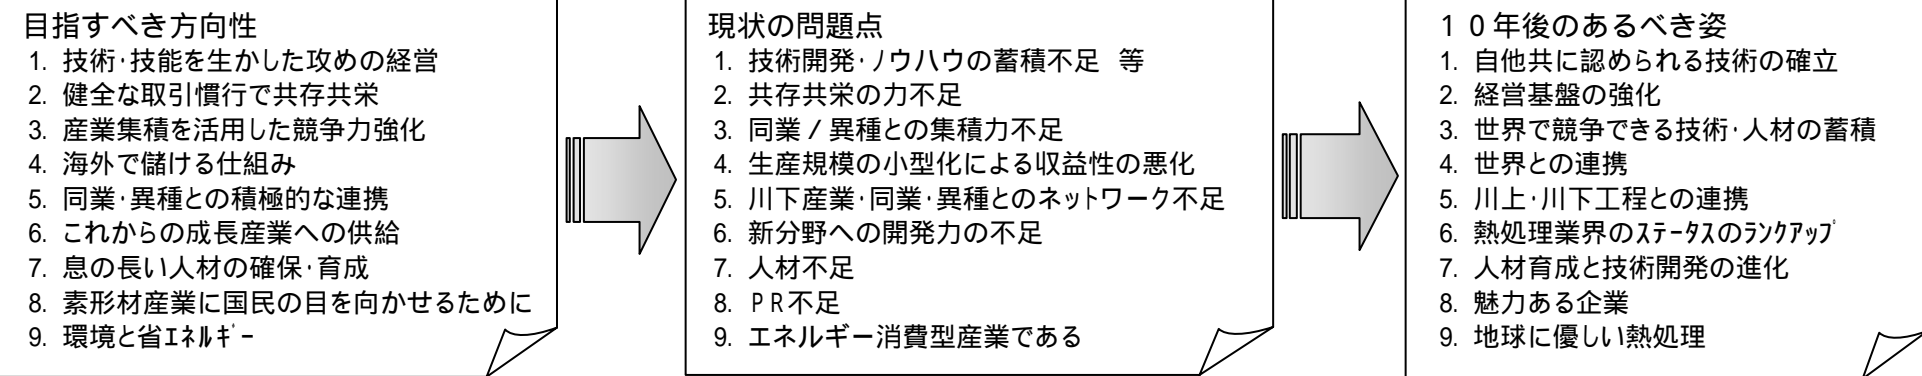 目指すべき方向性
1. 技術･技能を生かした攻めの経営
2. 健全な取引慣行で共存共栄
3. 産業集積を活用した競争力強化
4. 海外で儲ける仕組み
5. 同業･異種との積極的な連携
6. これからの成長産業への供給
7. 息の長い人材の確保･育成
8. 素形材産業に国民の目を向かせるために
9. 環境と省ｴﾈﾙｷﾞｰ
現状の問題点
1. 技術開発･ノウハウの蓄積不足 等
2. 共存共栄の力不足
3. 同業／異種との集積力不足
4. 生産規模の小型化による収益性の悪化
5. 川下産業･同業･異種とのネットワーク不足
6. 新分野への開発力の不足
7. 人材不足
8. ＰＲ不足
9. エネルギー消費型産業である
１０年後のあるべき姿
1. 自他共に認められる技術の確立
2. 経営基盤の強化
3. 世界で競争できる技術･人材の蓄積
4. 世界との連携
5. 川上･川下工程との連携
6. 熱処理業界のｽﾃｰﾀｽのﾗﾝｸｱｯﾌﾟ
7. 人材育成と技術開発の進化
8. 魅力ある企業
9. 地球に優しい熱処理